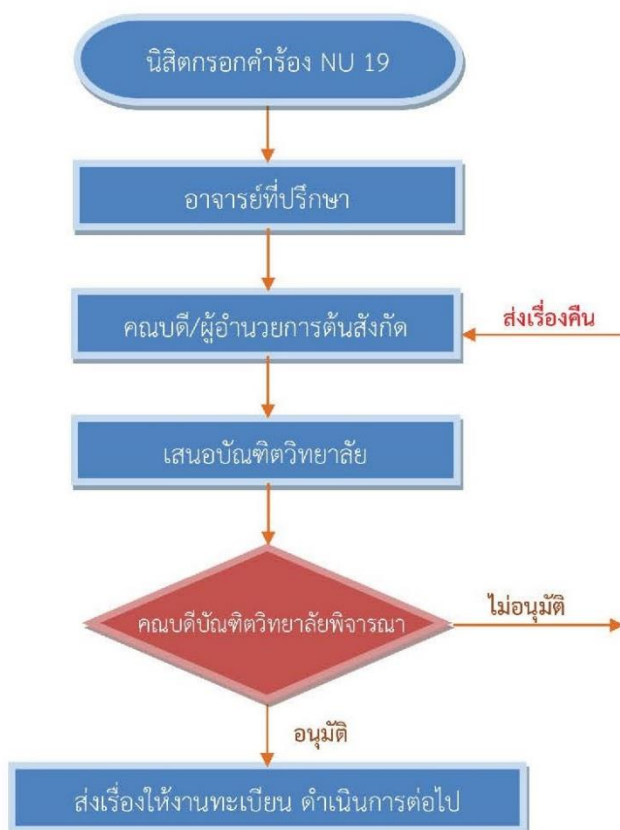 นิสิตกรอกคำร้อง NU 19
อาจารย์ที่ปรึกษา
คณบดี/ผู้อำนวยการต้นสังกัด
ส่งเรื่องคืน
เสนอบัณฑิตวิทยาลัย
คณบดีบัณฑิตวิทยาลัยพิจารณา
ไม่อนุมัติ
อนุมัติ
ส่งเรื่องให้งานทะเบียน ดำเนินการต่อไป